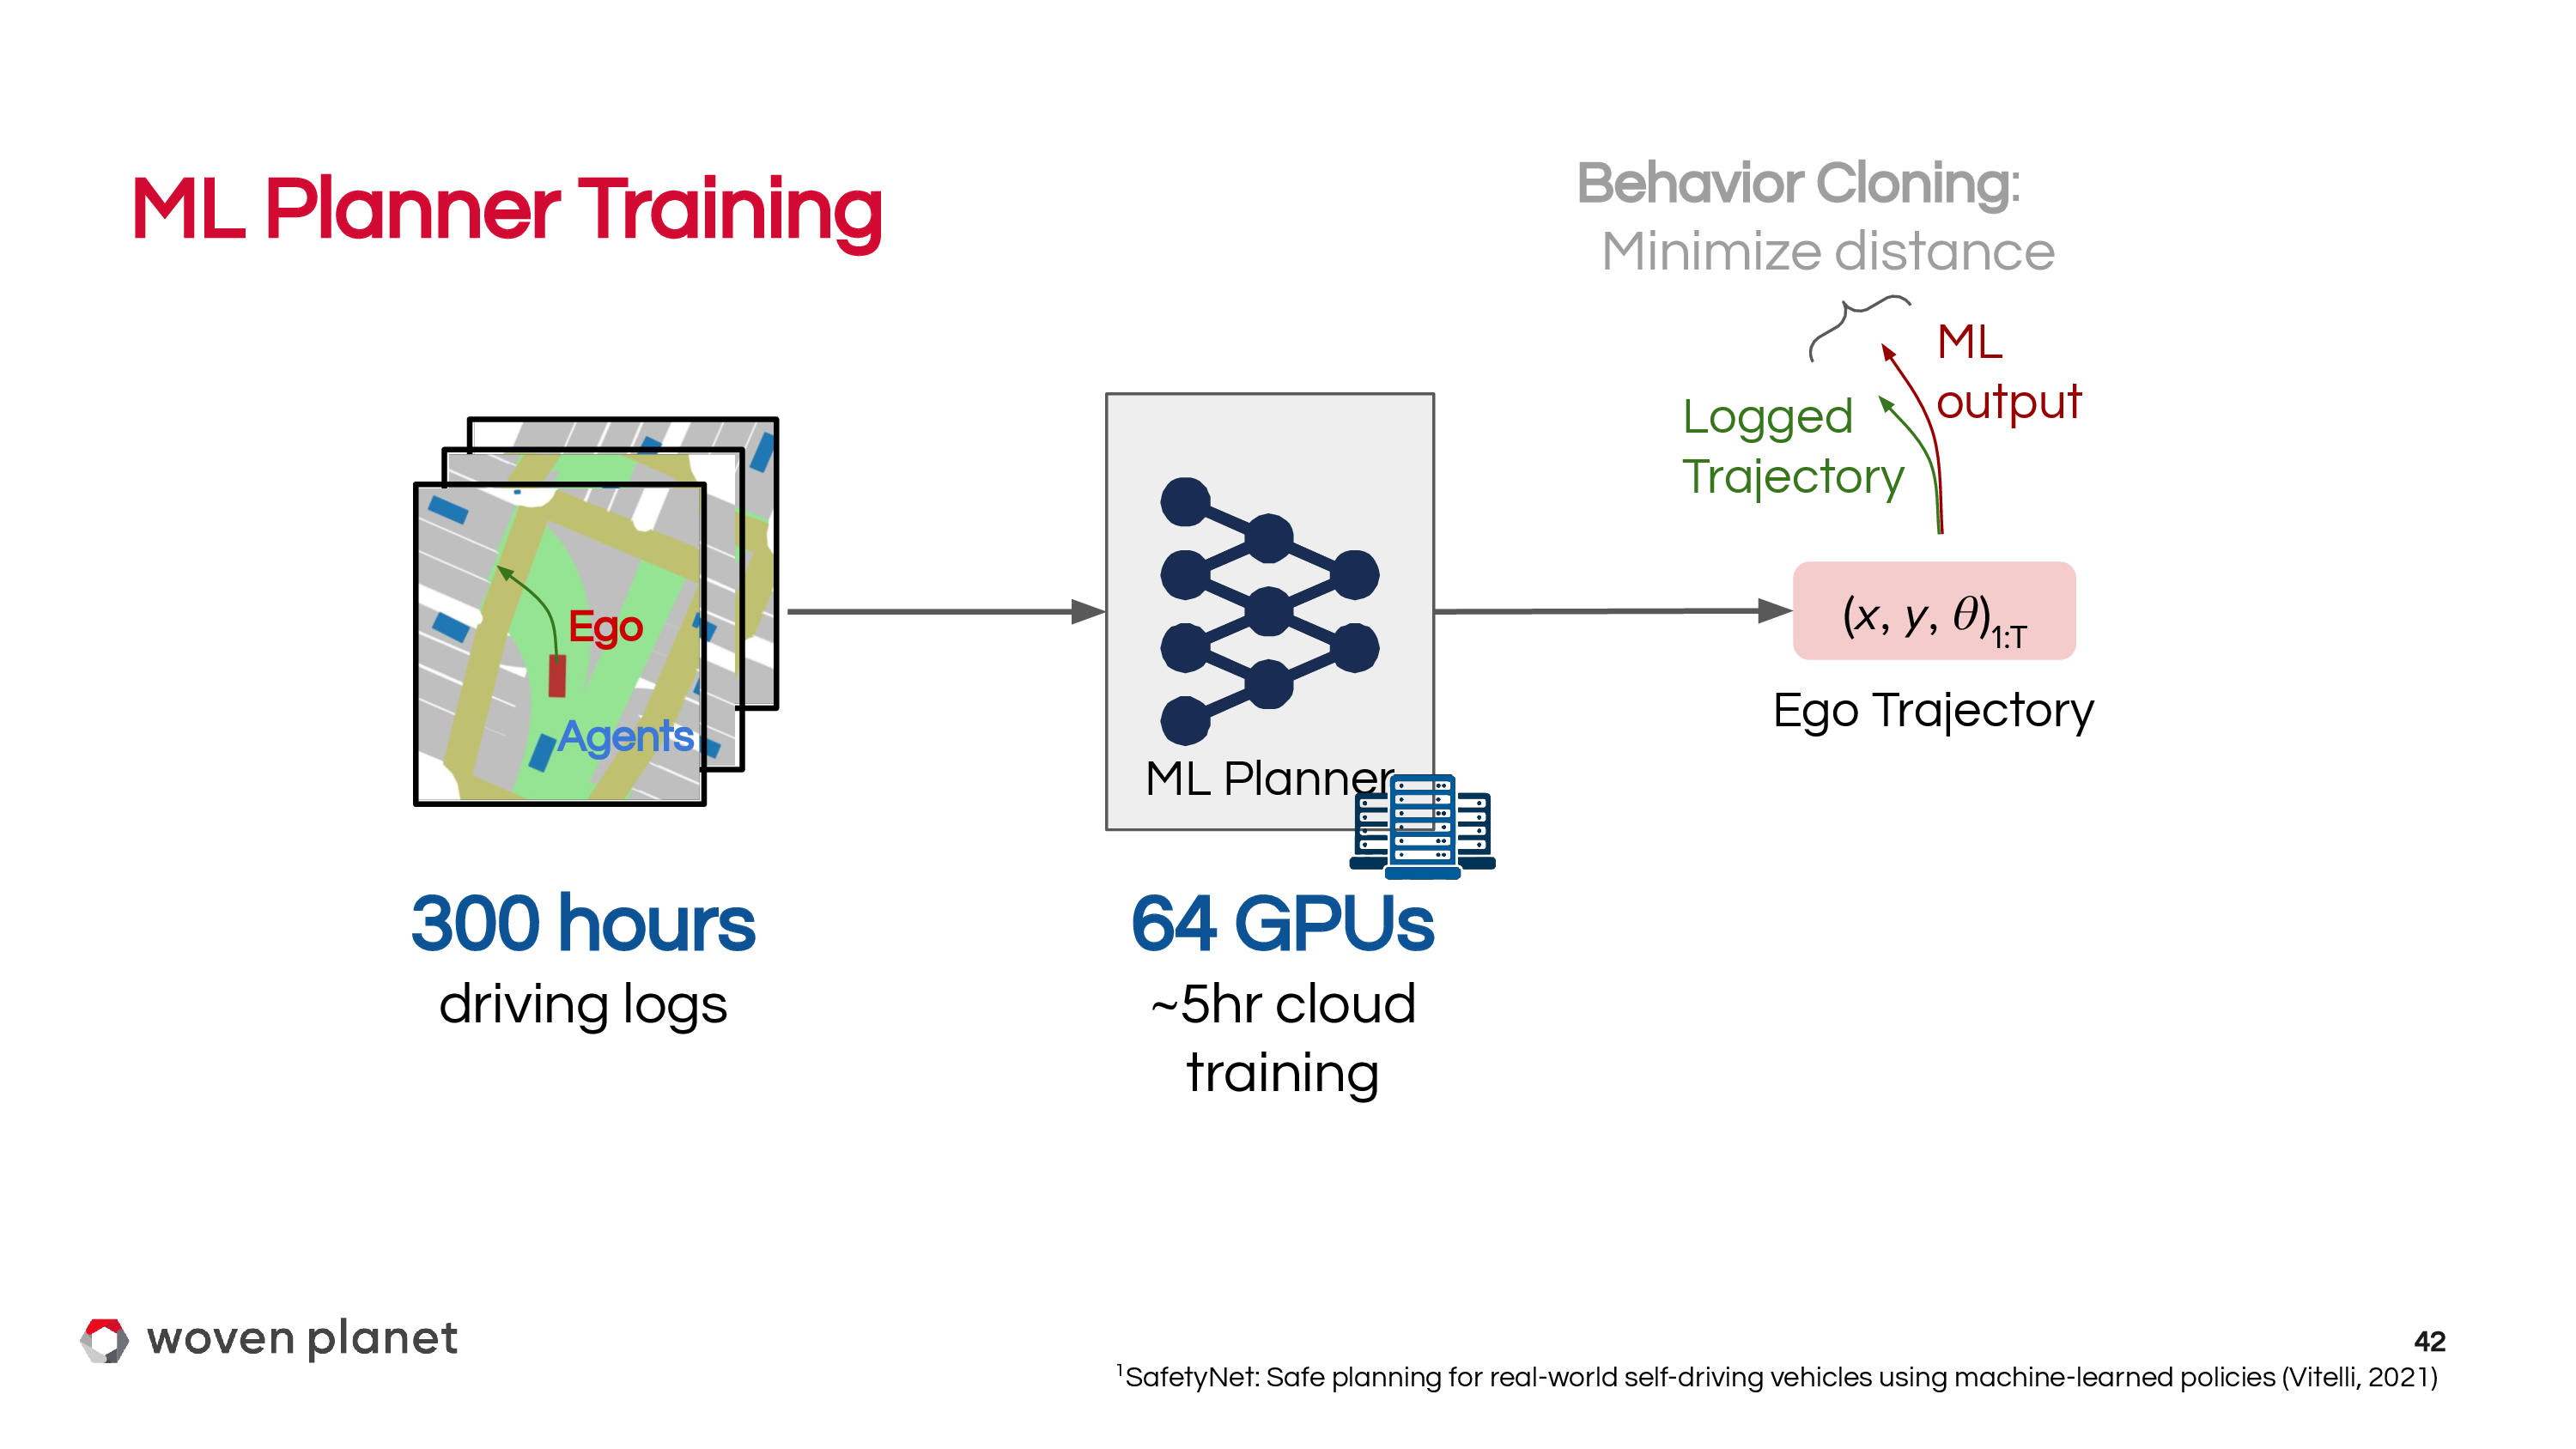 ML Planner Training
Behavior Cloning:
Minimize distance
ML
output
Logged
Trajectory
Ego
Agents
ML Planner
(x, y, θ)1:T
Ego Trajectory
300 hours
driving logs
64 GPUs
~5hr cloud
training
woven planet
42
¹SafetyNet: Safe planning for real-world self-driving vehicles using machine-learned policies (Vitelli, 2021)